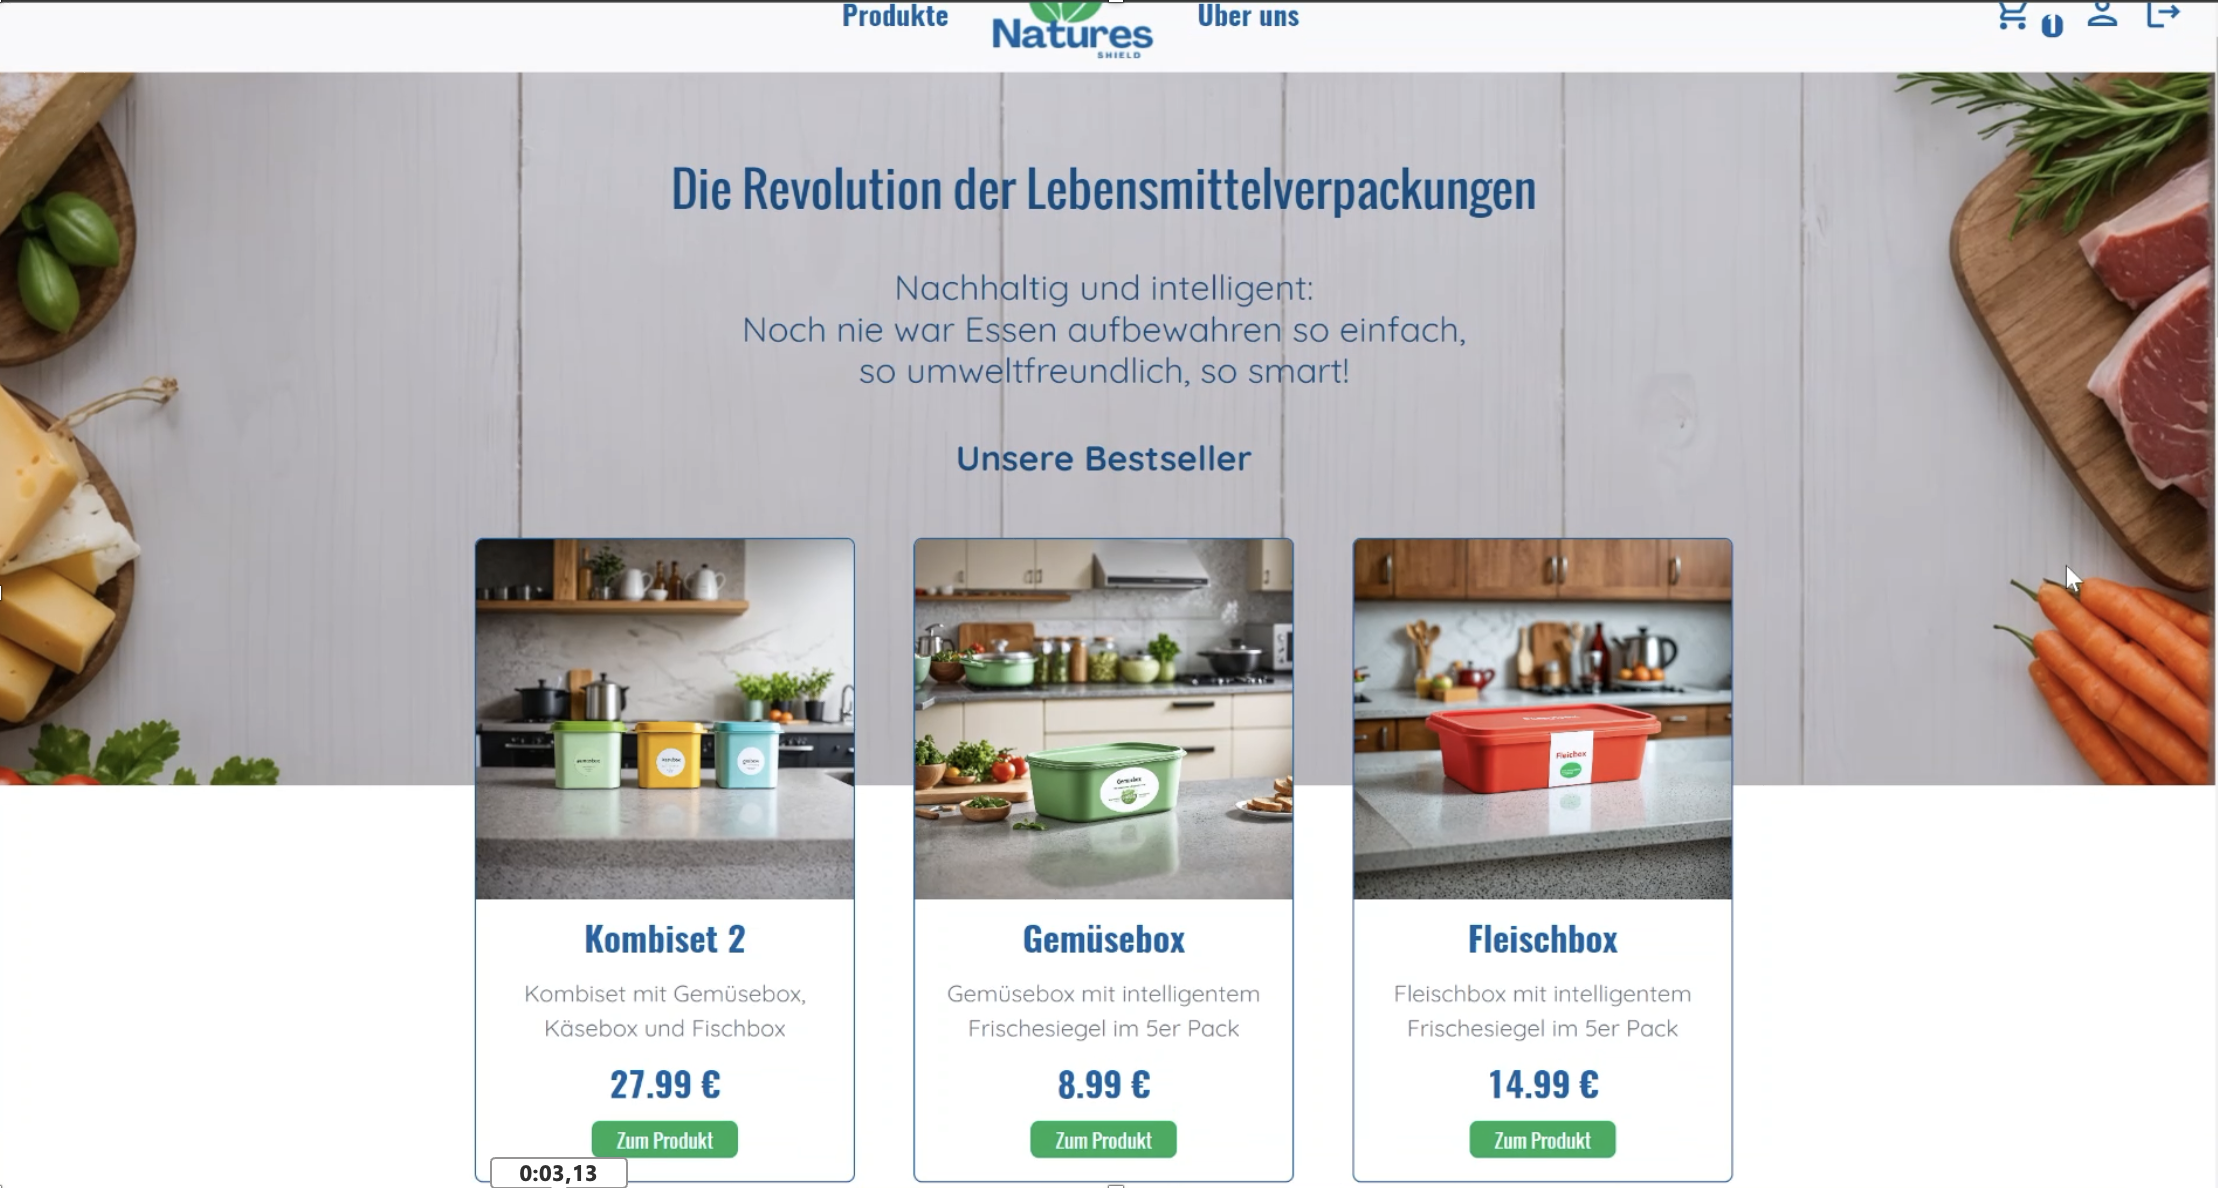 Produkte
Natures
SHIELD
Über uns
1
Die Revolution der Lebensmittelverpackungen
Nachhaltig und intelligent:
Noch nie war Essen aufbewahren so einfach,
so umweltfreundlich, so smart!
Unsere Bestseller
Fleichox
Kombiset 2
Gemüsebox
Fleischbox
Kombiset mit Gemüsebox,
Käsebox und Fischbox
Gemüsebox mit intelligentem
Frischesiegel im 5er Pack
Fleischbox mit intelligentem
Frischesiegel im 5er Pack
27.99 €
8.99 €
14.99 €
Zum Produkt
Zum Produkt
Zum Produkt
0:03,13